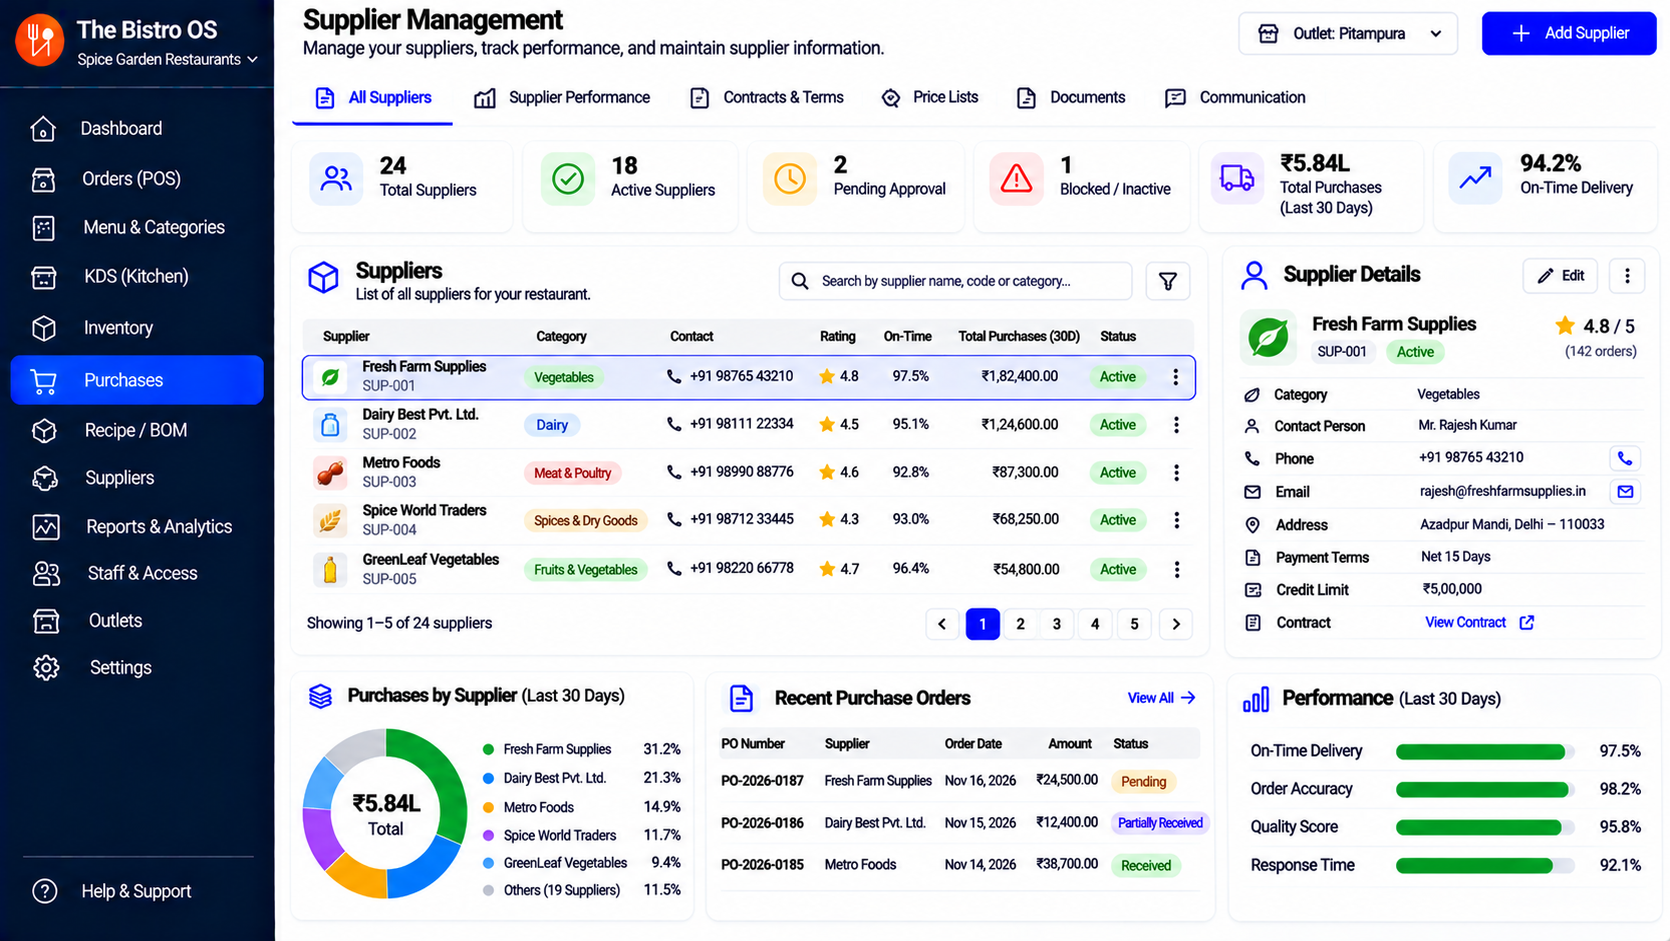 The Bistro OS
Spice Garden Restaurants
Dashboard
Orders (POS)
Menu & Categories
KDS (Kitchen)
Inventory
Purchases
Recipe / BOM
Suppliers
Reports & Analytics
Staff & Access
Outlets
Settings
Help & Support
Supplier Management
Manage your suppliers, track performance, and maintain supplier information.
Outlet: Pitampura
+ Add Supplier
All Suppliers
Supplier Performance
Contracts & Terms
Price Lists
Documents
Communication
24
Total Suppliers
18
Active Suppliers
2
Pending Approval
1
Blocked / Inactive
₹5.84L
Total Purchases
(Last 30 Days)
94.2%
On-Time Delivery
Suppliers
List of all suppliers for your restaurant.
Search by supplier name, code or category...
Supplier Category Contact Rating On-Time Total Purchases (30D) Status
Fresh Farm Supplies
SUP-001
Vegetables +91 98765 43210 4.8 97.5% ₹1,82,400.00 Active
Dairy Best Pvt. Ltd.
SUP-002
Dairy +91 98111 22334 4.5 95.1% ₹1,24,600.00 Active
Metro Foods
SUP-003
Meat & Poultry +91 98990 88776 4.6 92.8% ₹87,300.00 Active
Spice World Traders
SUP-004
Spices & Dry Goods +91 98712 33445 4.3 93.0% ₹68,250.00 Active
GreenLeaf Vegetables
SUP-005
Fruits & Vegetables +91 98220 66778 4.7 96.4% ₹54,800.00 Active
Showing 1–5 of 24 suppliers
1 2 3 4 5
Supplier Details
Edit
Fresh Farm Supplies
SUP-001 Active
4.8 / 5
(142 orders)
Category Vegetables
Contact Person Mr. Rajesh Kumar
Phone +91 98765 43210
Email rajesh@freshfarmsupplies.in
Address Azadpur Mandi, Delhi – 110033
Payment Terms Net 15 Days
Credit Limit ₹5,00,000
Contract View Contract
Purchases by Supplier (Last 30 Days)
₹5.84L
Total
Fresh Farm Supplies 31.2%
Dairy Best Pvt. Ltd. 21.3%
Metro Foods 14.9%
Spice World Traders 11.7%
GreenLeaf Vegetables 9.4%
Others (19 Suppliers) 11.5%
Recent Purchase Orders
View All
PO Number Supplier Order Date Amount Status
PO-2026-0187 Fresh Farm Supplies Nov 16, 2026 ₹24,500.00 Pending
PO-2026-0186 Dairy Best Pvt. Ltd. Nov 15, 2026 ₹12,400.00 Partially Received
PO-2026-0185 Metro Foods Nov 14, 2026 ₹38,700.00 Received
Performance (Last 30 Days)
On-Time Delivery 97.5%
Order Accuracy 98.2%
Quality Score 95.8%
Response Time 92.1%